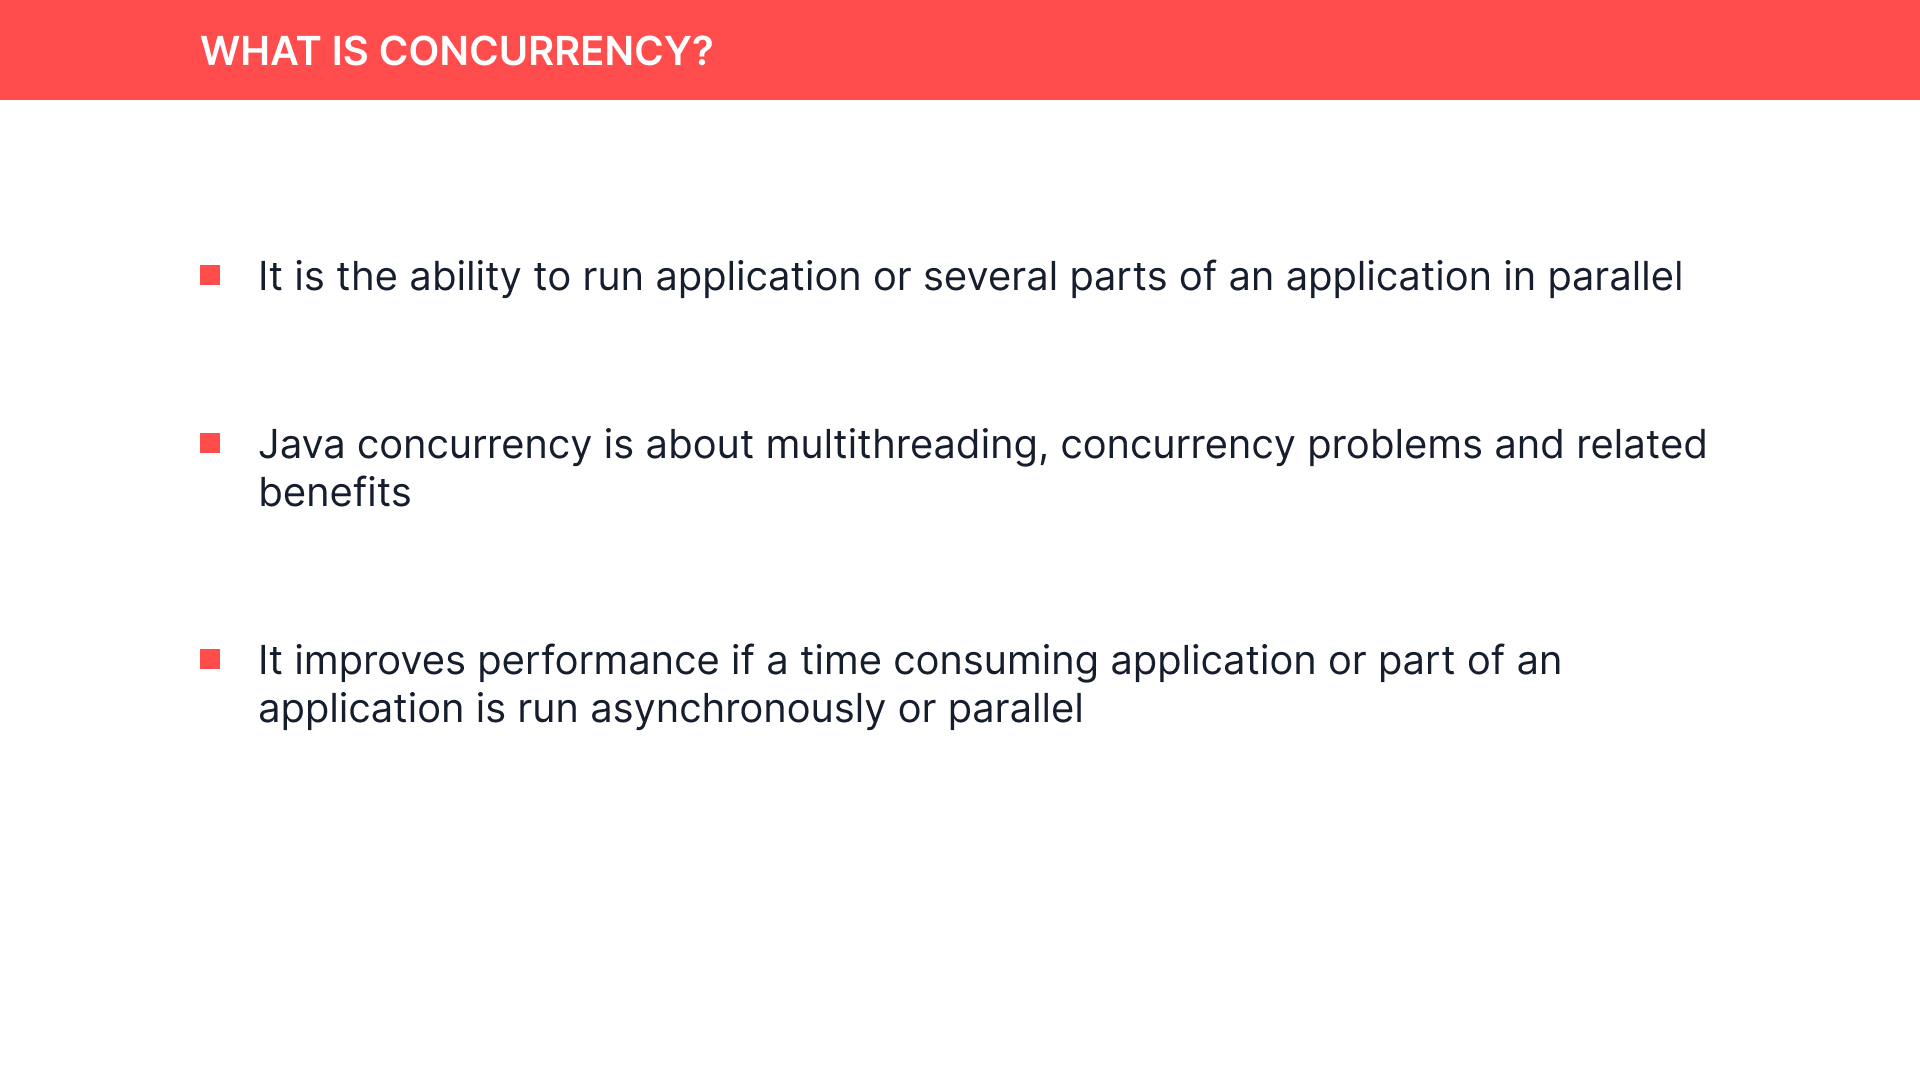 WHAT IS CONCURRENCY?
It is the ability to run application or several parts of an application in parallel
Java concurrency is about multithreading, concurrency problems and related
benefits
It improves performance if a time consuming application or part of an
application is run asynchronously or parallel